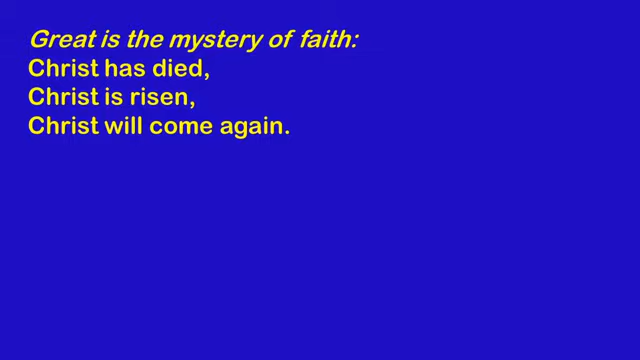 Great is the mystery of faith:
Christ has died,
Christ is risen,
Christ will come again.